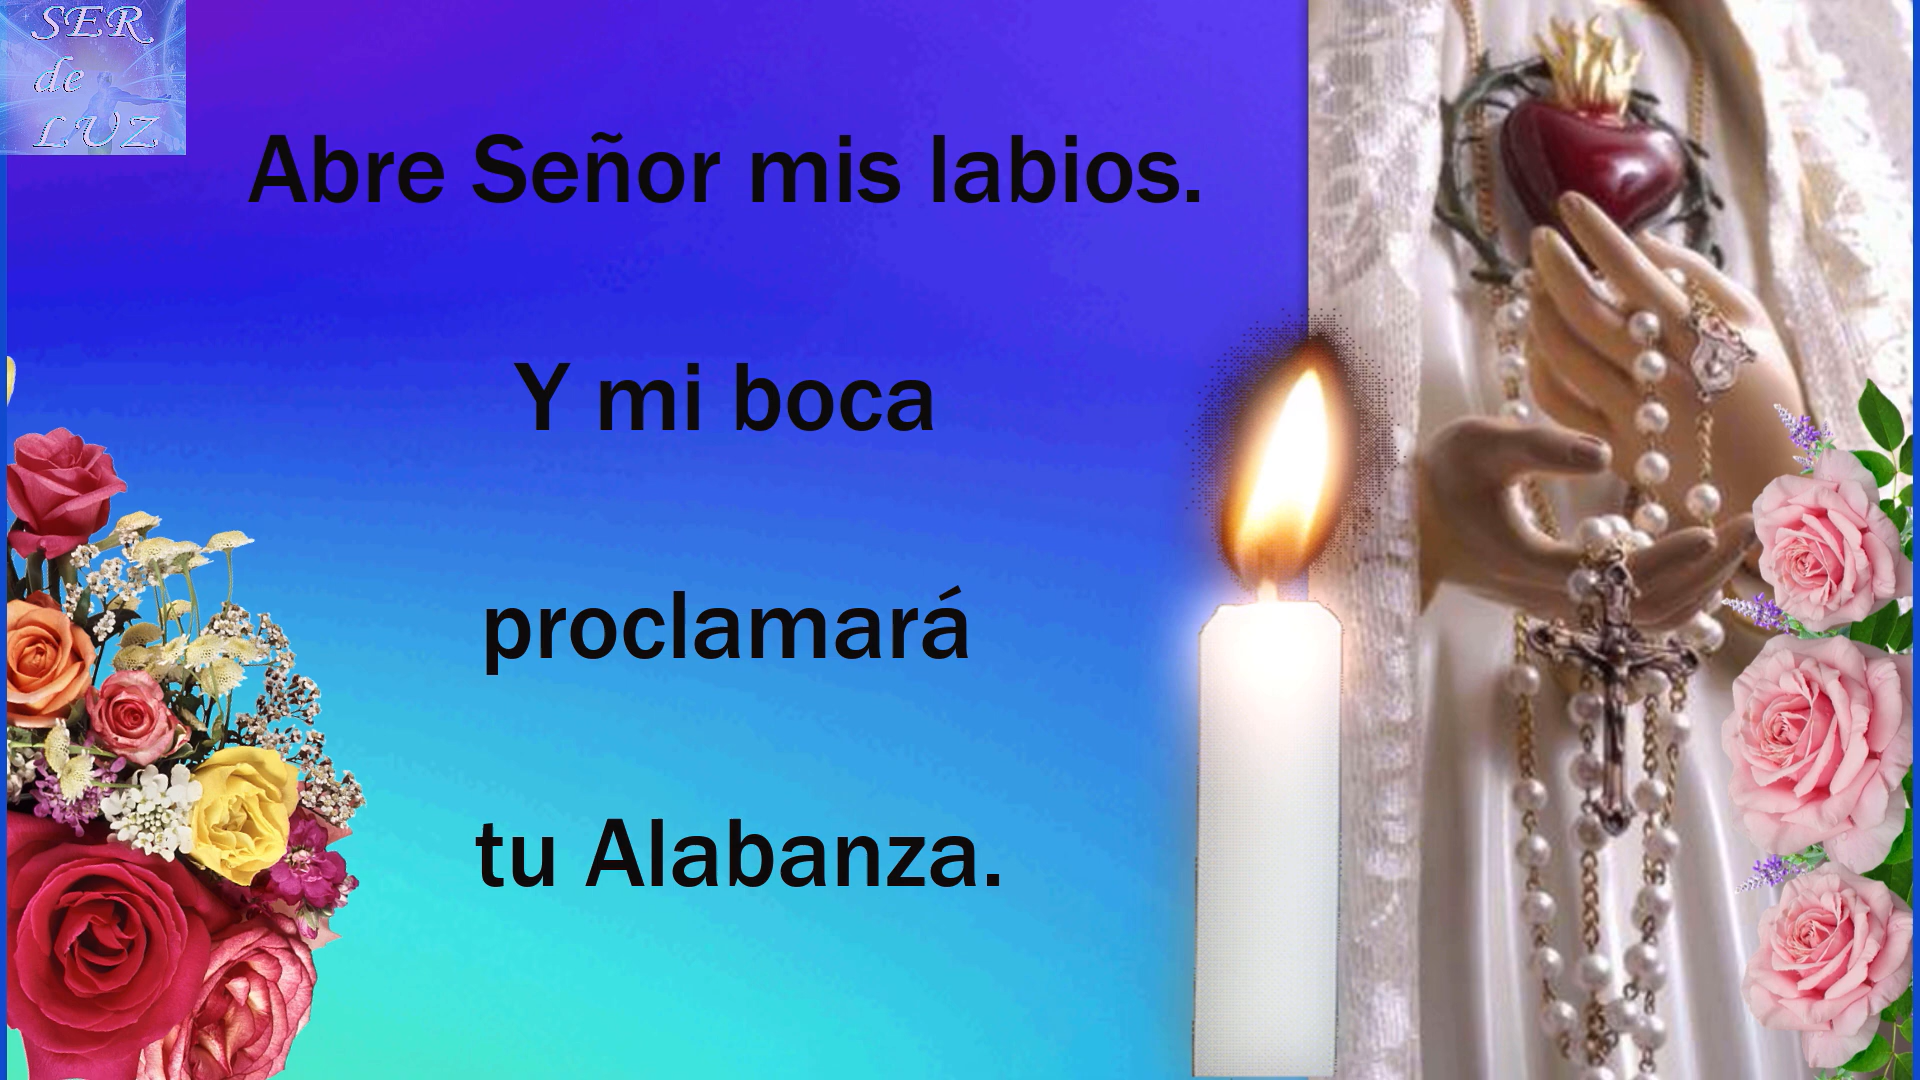 SER
de
LUZ
Abre Señor mis labios.
Y mi boca
proclamará
tu Alabanza.